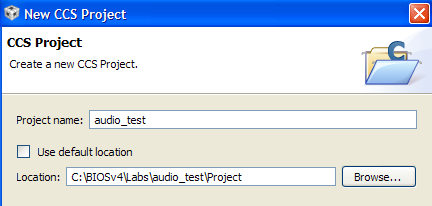 New CCS Project
CCS Project
Create a new CCS Project.
C
Project name: audio_test
Use default location
Location: C:\BIOSv4\Labs\audio_test\Project Browse...